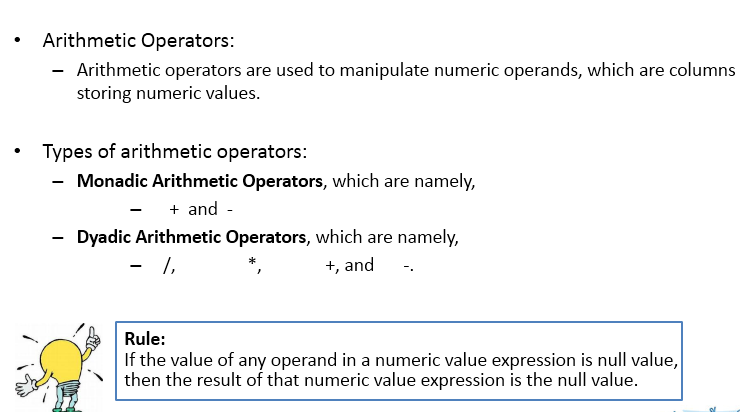 • Arithmetic Operators:
– Arithmetic operators are used to manipulate numeric operands, which are columns
storing numeric values.
• Types of arithmetic operators:
– Monadic Arithmetic Operators, which are namely,
– + and -
– Dyadic Arithmetic Operators, which are namely,
– /, *, +, and -.
Rule:
If the value of any operand in a numeric value expression is null value,
then the result of that numeric value expression is the null value.